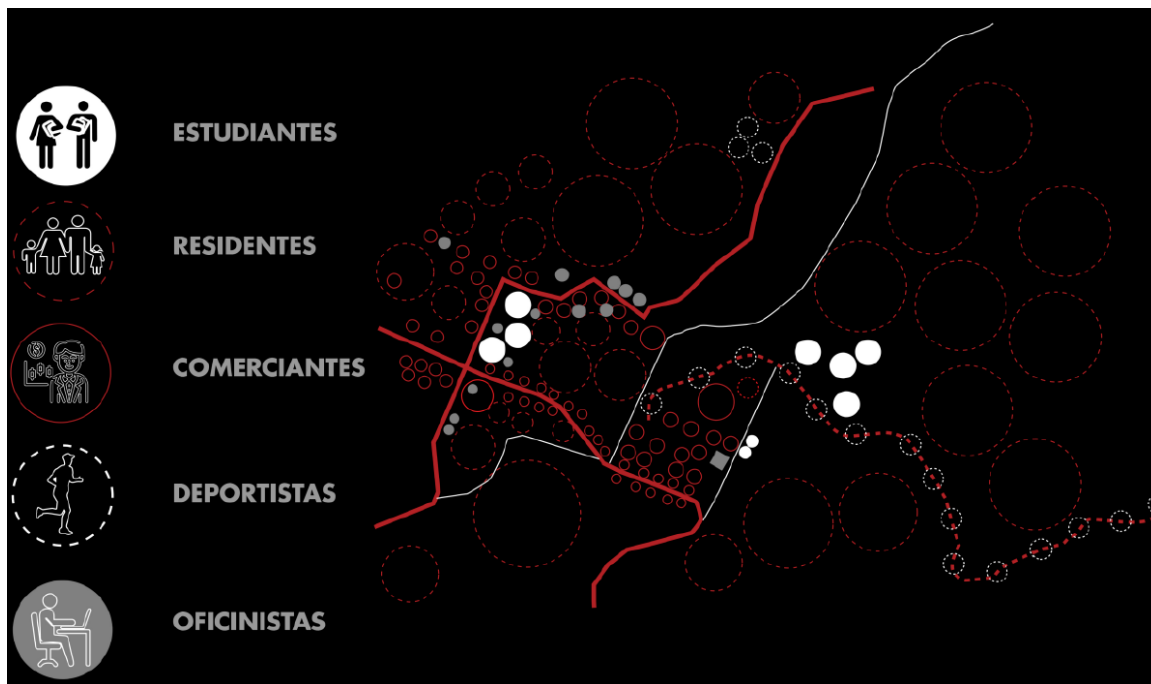 ESTUDIANTES
RESIDENTES
$
COMERCIANTES
DEPORTISTAS
OFICINISTAS